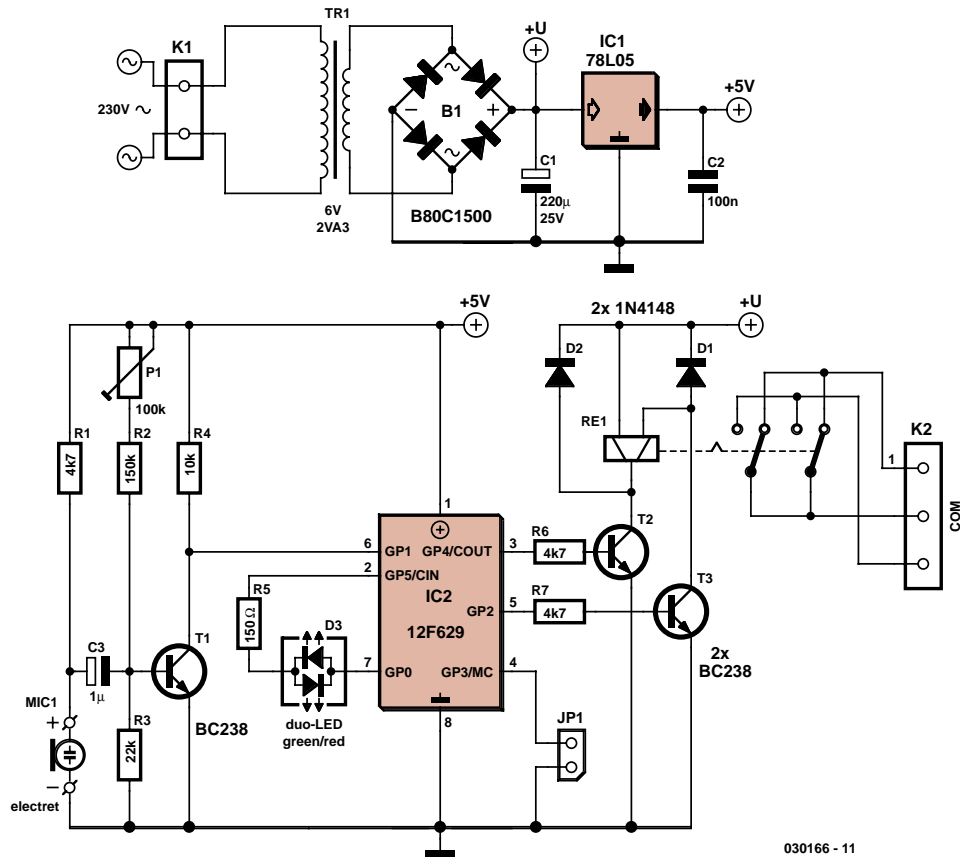 TR1
K1
230V ~
6V
2VA3
~
−
B1
+
~
B80C1500
+U
C1
220µ
25V
IC1
78L05
+5V
C2
100n
+5V
P1
100k
R1
4k7
R2
150k
R4
10k
C3
1µ
MIC1
+
−
electret
R3
22k
T1
BC238
R5
150Ω
D3
duo-LED
green/red
1
6
GP1
GP4/COUT
3
2
GP5/CIN
IC2
GP2
5
12F629
7
GP0
GP3/MC
4
8
R6
4k7
R7
4k7
JP1
2x 1N4148
+U
D2
D1
RE1
T2
T3
2x
BC238
K2
1
COM
030166 - 11